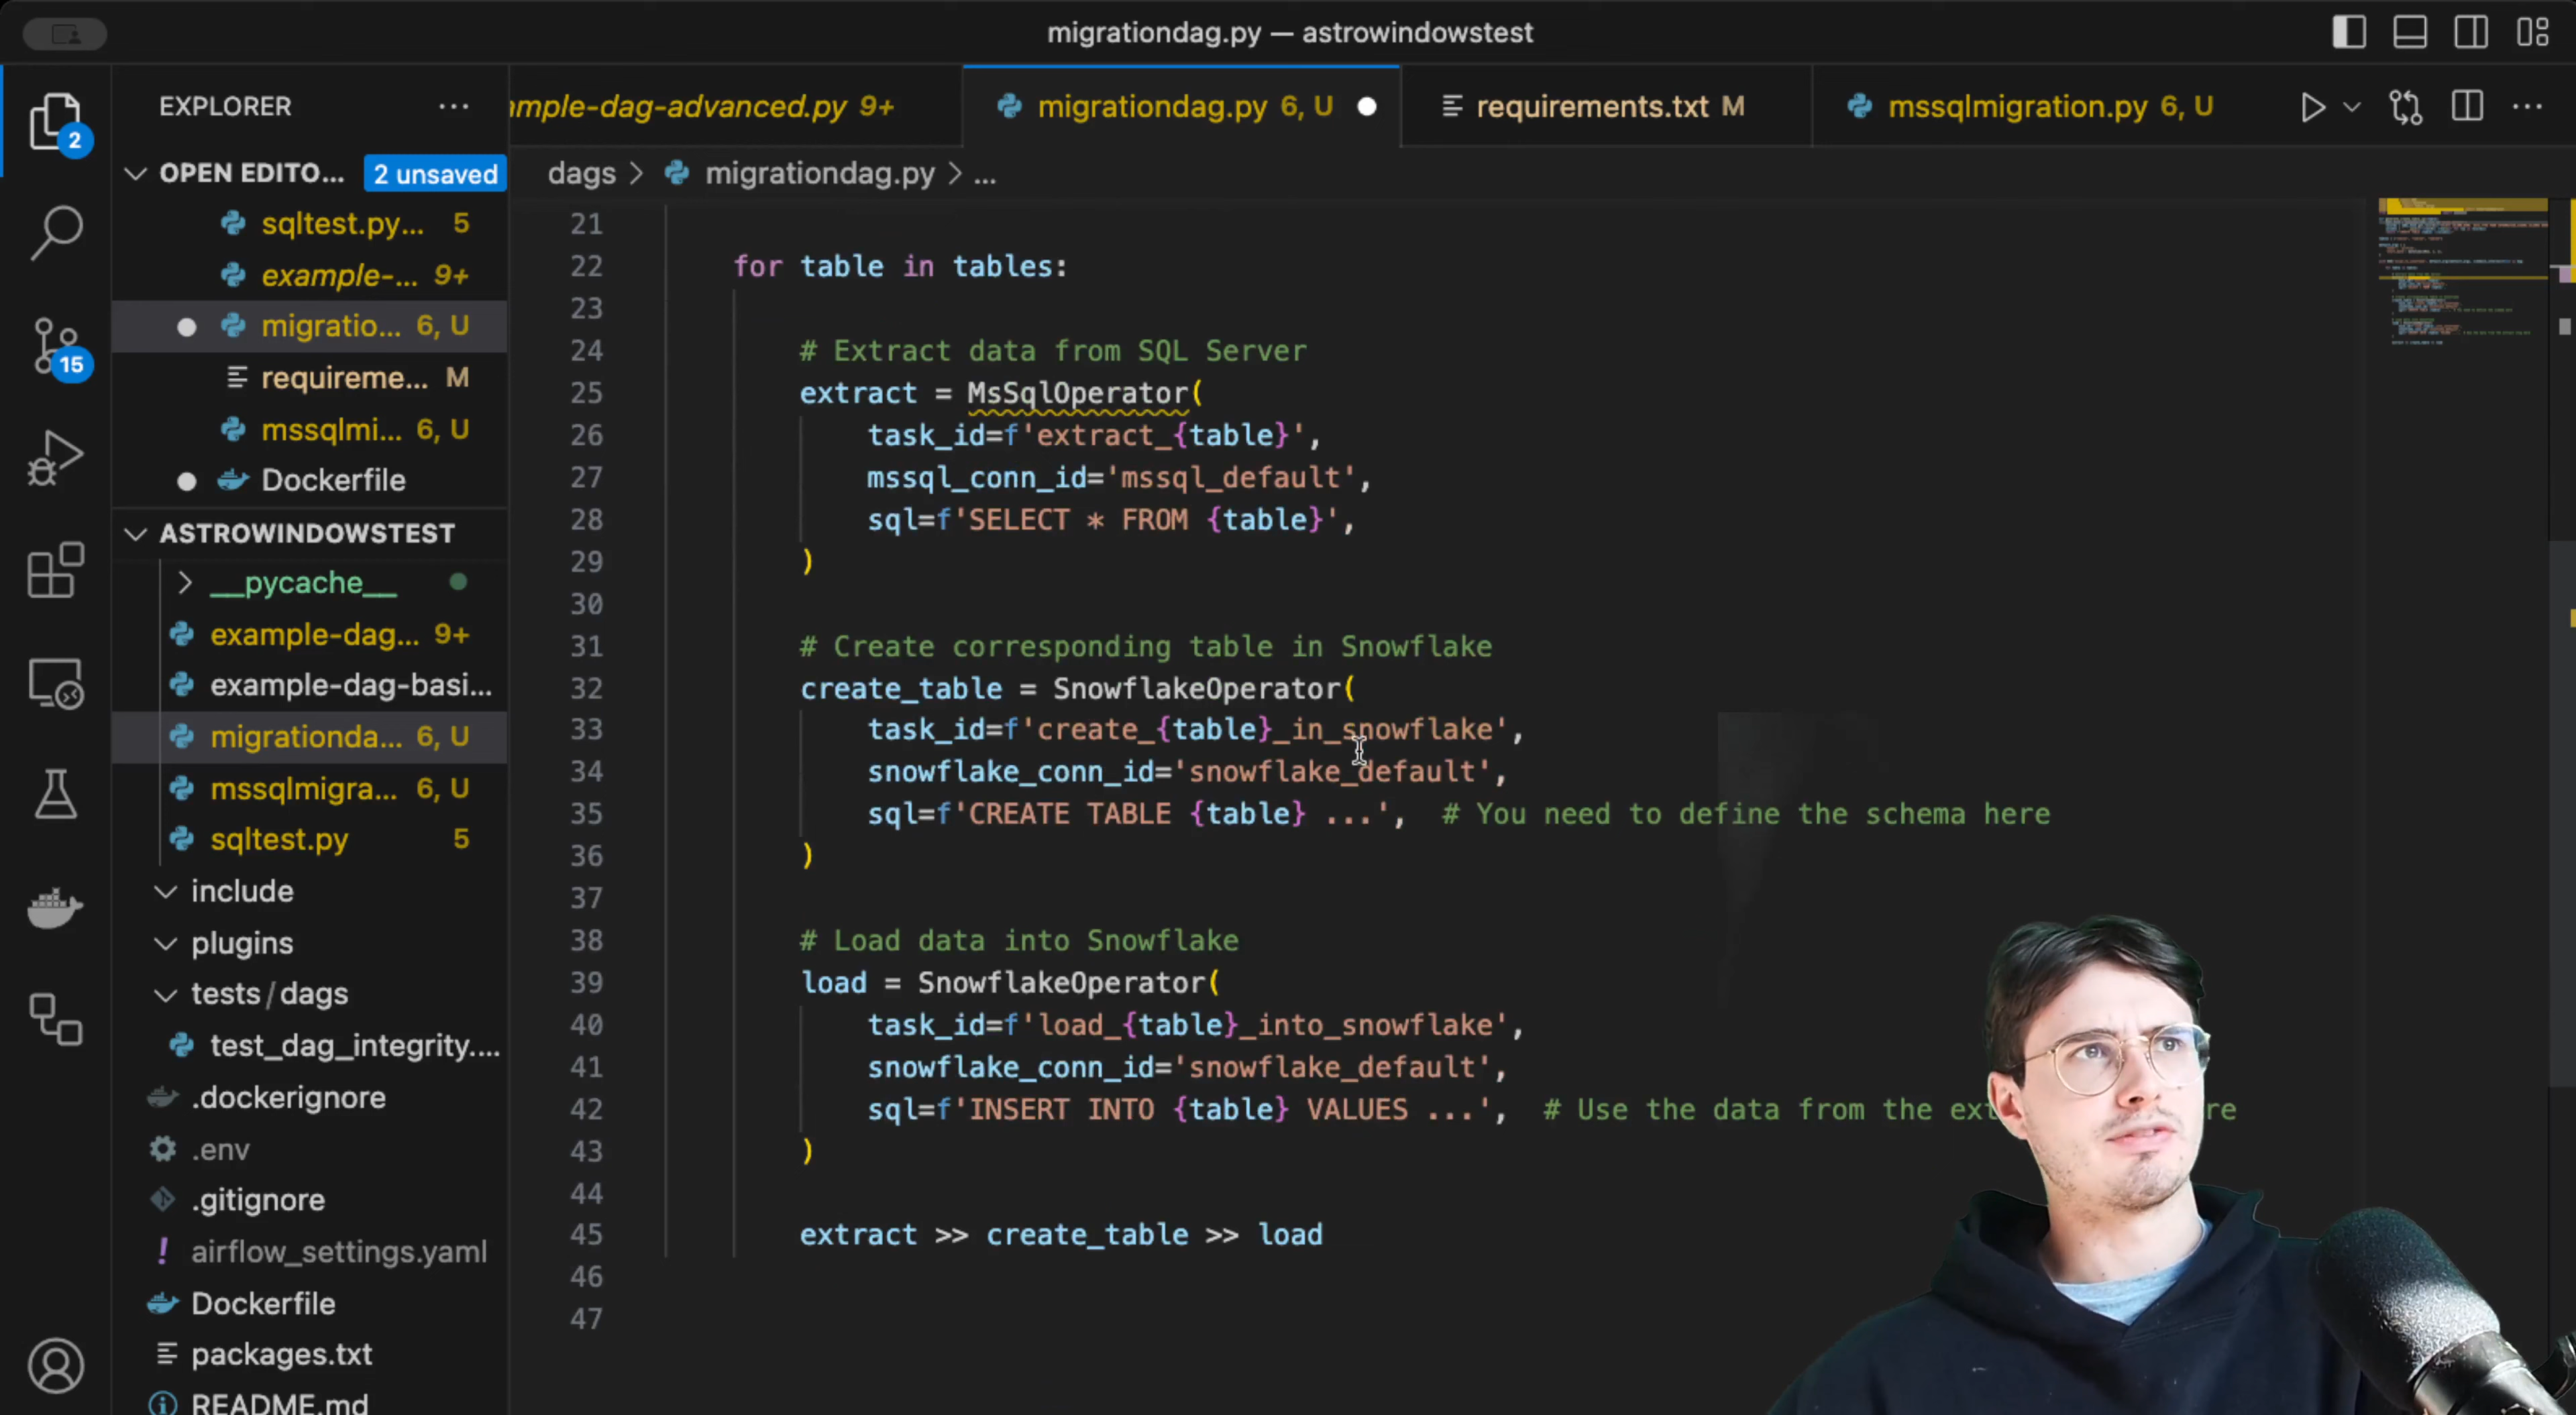 migrationdag.py — astrowindowstest
EXPLORER
mple-dag-advanced.py 9+
migrationdag.py 6, U
requirements.txt M
mssqlmigration.py 6, U
2
OPEN EDITO... 2 unsaved
dags > migrationdag.py > ...
sqltest.py... 5
example-... 9+
migratio... 6, U
requireme... M
mssqlmi... 6, U
Dockerfile
15
ASTROWINDOWSTEST
__pycache__
example-dag... 9+
example-dag-basi...
migrationda... 6, U
mssqlmigra... 6, U
sqltest.py 5
include
plugins
tests/dags
test_dag_integrity....
.dockerignore
.env
.gitignore
! airflow_settings.yaml
Dockerfile
packages.txt
README.md
21
22 for table in tables:
23
24 # Extract data from SQL Server
25 extract = MsSqlOperator(
26 task_id=f'extract_{table}',
27 mssql_conn_id='mssql_default',
28 sql=f'SELECT * FROM {table}',
29 )
30
31 # Create corresponding table in Snowflake
32 create_table = SnowflakeOperator(
33 task_id=f'create_{table}_in_snowflake',
34 snowflake_conn_id='snowflake_default',
35 sql=f'CREATE TABLE {table} ...', # You need to define the schema here
36 )
37
38 # Load data into Snowflake
39 load = SnowflakeOperator(
40 task_id=f'load_{table}_into_snowflake',
41 snowflake_conn_id='snowflake_default',
42 sql=f'INSERT INTO {table} VALUES ...', # Use the data from the ext re
43 )
44
45 extract >> create_table >> load
46
47